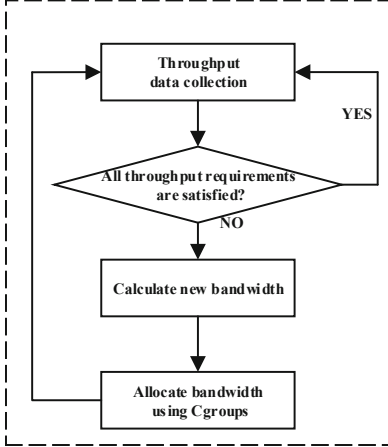 Throughput
data collection
YES
All throughput requirements
are satisfied?
NO
Calculate new bandwidth
Allocate bandwidth
using Cgroups